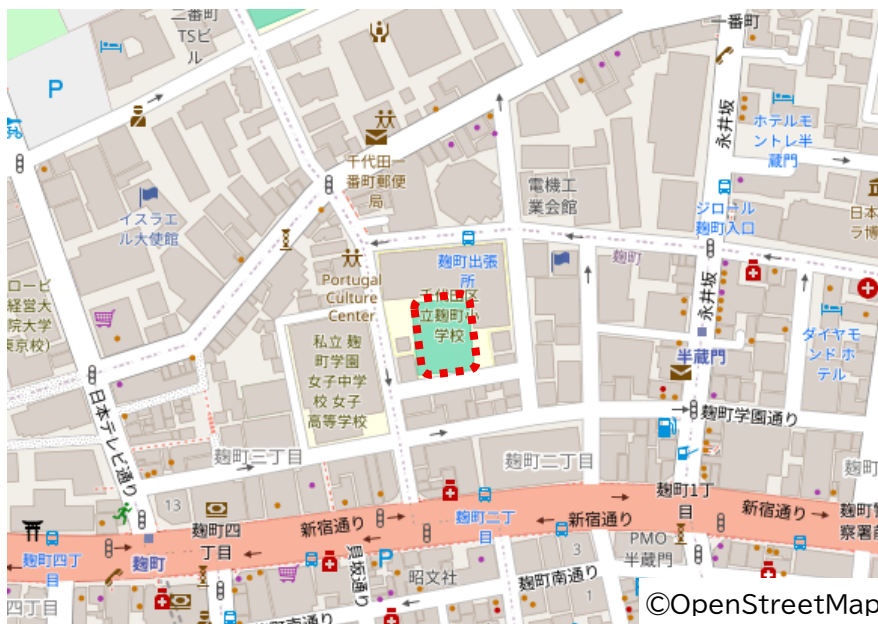 二番町
TSビ
ル
一番町
P
ホテルモ
ントレ半
蔵門
永井坂
千代田一
番町郵便
局
電機工
業会館
イスラエ
ル大使館
ジロール
麹町入口
麹町
麹町出張
所
Portugal
Culture
Center
千代田区
立麹町小
学校
経営大
院大学
東京校)
私立 麹
町学園
女子中学
校 女子
高等学校
永井坂
半蔵門
ダイヤモ
ンド ホ
テル
日本テレビ通り
麹町学園通り
麹町三丁目
麹町二丁目
13
麹町四
丁目
新宿通り
麹町二丁
目
新宿通り
麹町1丁
目
新宿通り
麹町四丁
目
麹町
貝坂通り
P
昭文社
麹町南通り
3
1
PMO
半蔵門
四丁目
麹町南通り
©OpenStreetMap